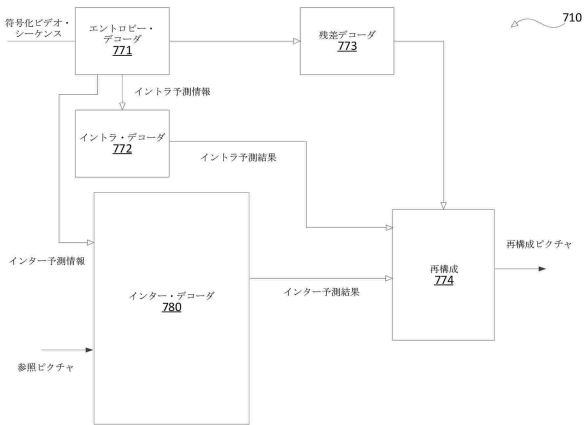 符号化ビデオ・
シーケンス
エントロピー・
デコーダ
771
残差デコーダ
773
710
イントラ予測情報
イントラ・デコーダ
772
イントラ予測結果
インター予測情報
インター・デコーダ
780
インター予測結果
再構成
774
再構成ピクチャ
参照ピクチャ